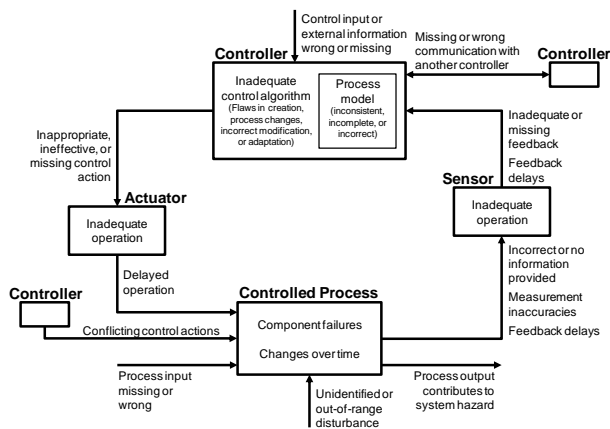 Control input or
external information
wrong or missing
Controller
Missing or wrong
communication with
another controller
Controller
Inadequate
control algorithm
(Flaws in creation,
process changes,
incorrect modification,
or adaptation)
Process
model
(inconsistent,
incomplete, or
incorrect)
Inappropriate,
ineffective, or
missing control
action
Inadequate or
missing
feedback
Feedback
delays
Actuator
Inadequate
operation
Sensor
Inadequate
operation
Delayed
operation
Incorrect or no
information
provided
Measurement
inaccuracies
Feedback delays
Controller
Conflicting control actions
Controlled Process
Component failures
Changes over time
Process input
missing or
wrong
Unidentified or
out-of-range
disturbance
Process output
contributes to
system hazard